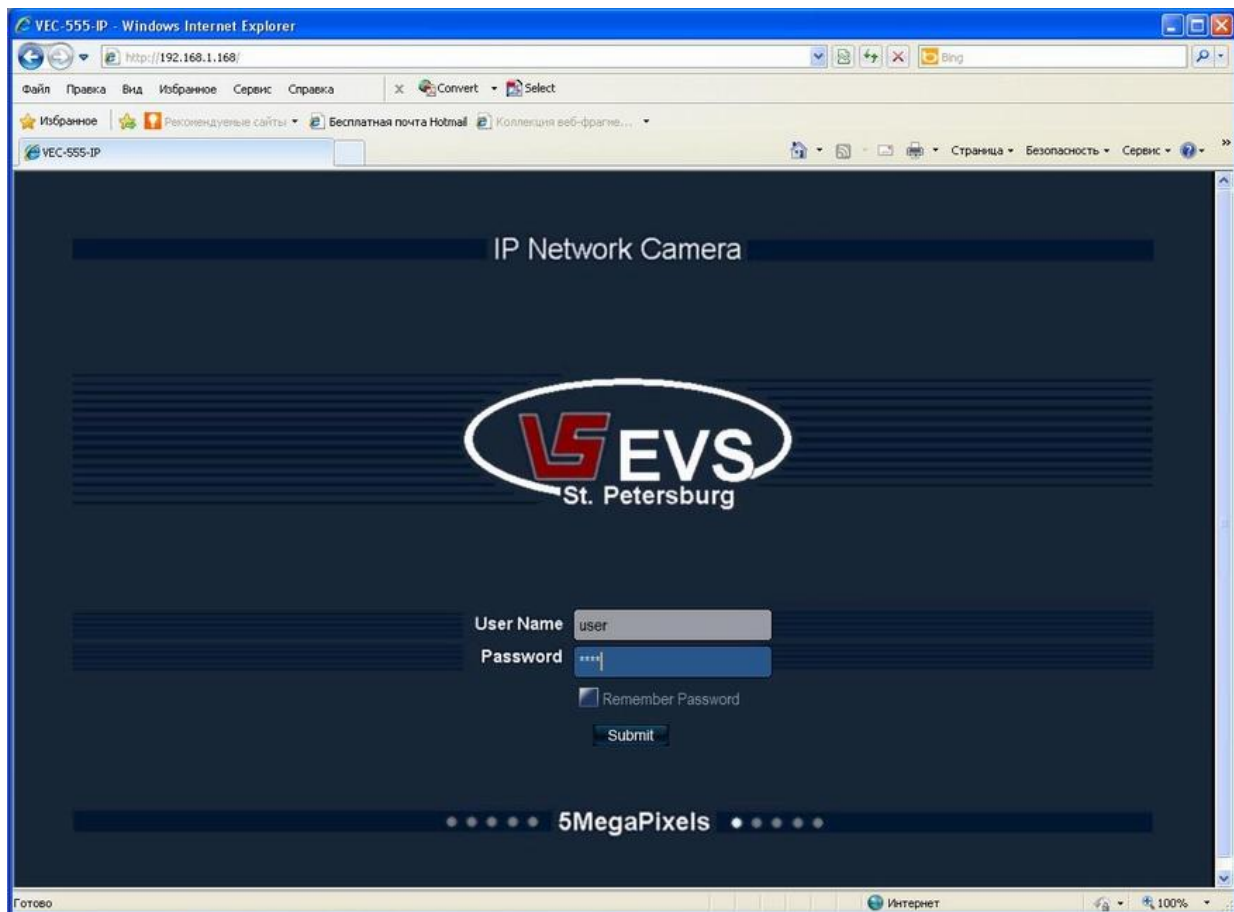 VEC-555-IP - Windows Internet Explorer
http://192.168.1.168/
Bing
Файл Правка Вид Избранное Сервис Справка
x Convert Select
Избранное Рекомендуемые сайты Бесплатная почта Hotmail Коллекция веб-фрагме...
VEC-555-IP
Страница Безопасность Сервис »
IP Network Camera
VS EVS
St. Petersburg
User Name user
Password ****
Remember Password
Submit
5MegaPixels
Готово Интернет 100%